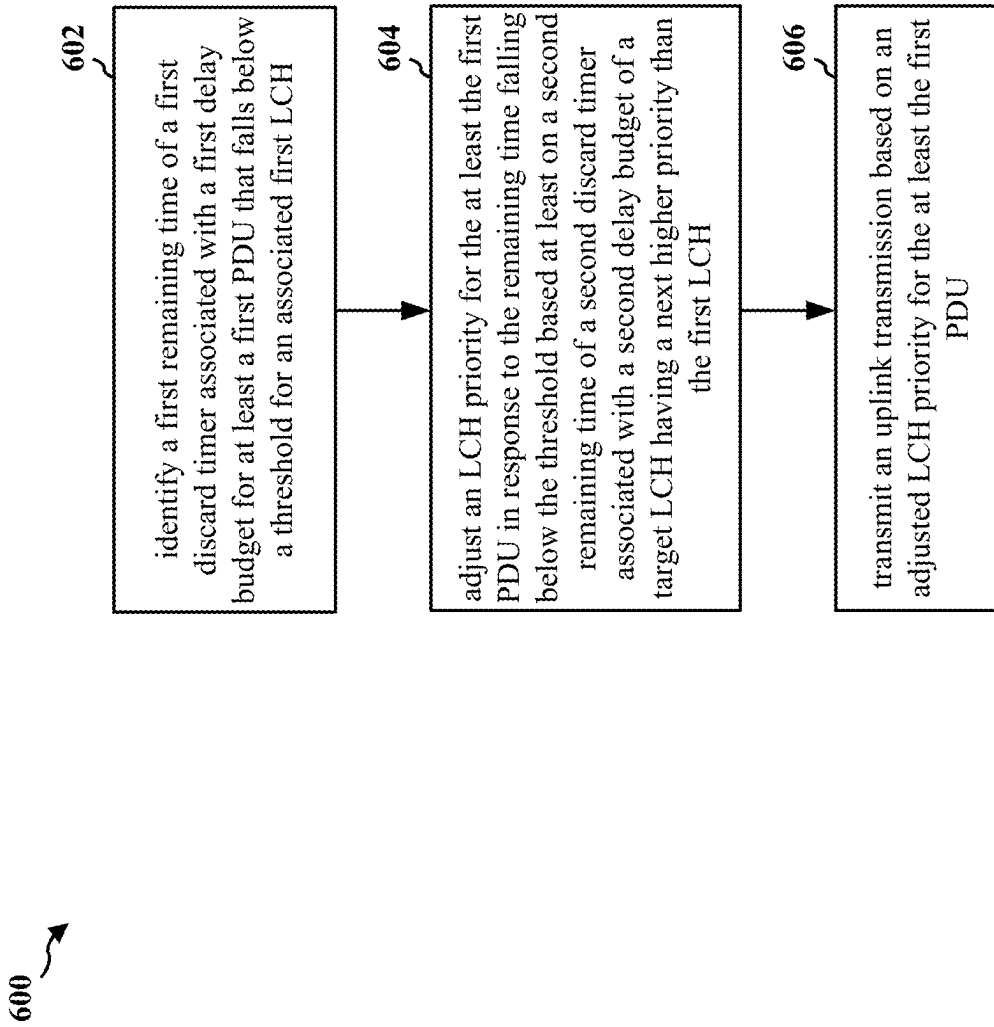 600
602
identify a first remaining time of a first
discard timer associated with a first delay
budget for at least a first PDU that falls below
a threshold for an associated first LCH
604
adjust an LCH priority for the at least the first
PDU in response to the remaining time falling
below the threshold based at least on a second
remaining time of a second discard timer
associated with a second delay budget of a
target LCH having a next higher priority than
the first LCH
606
transmit an uplink transmission based on an
adjusted LCH priority for the at least the first
PDU